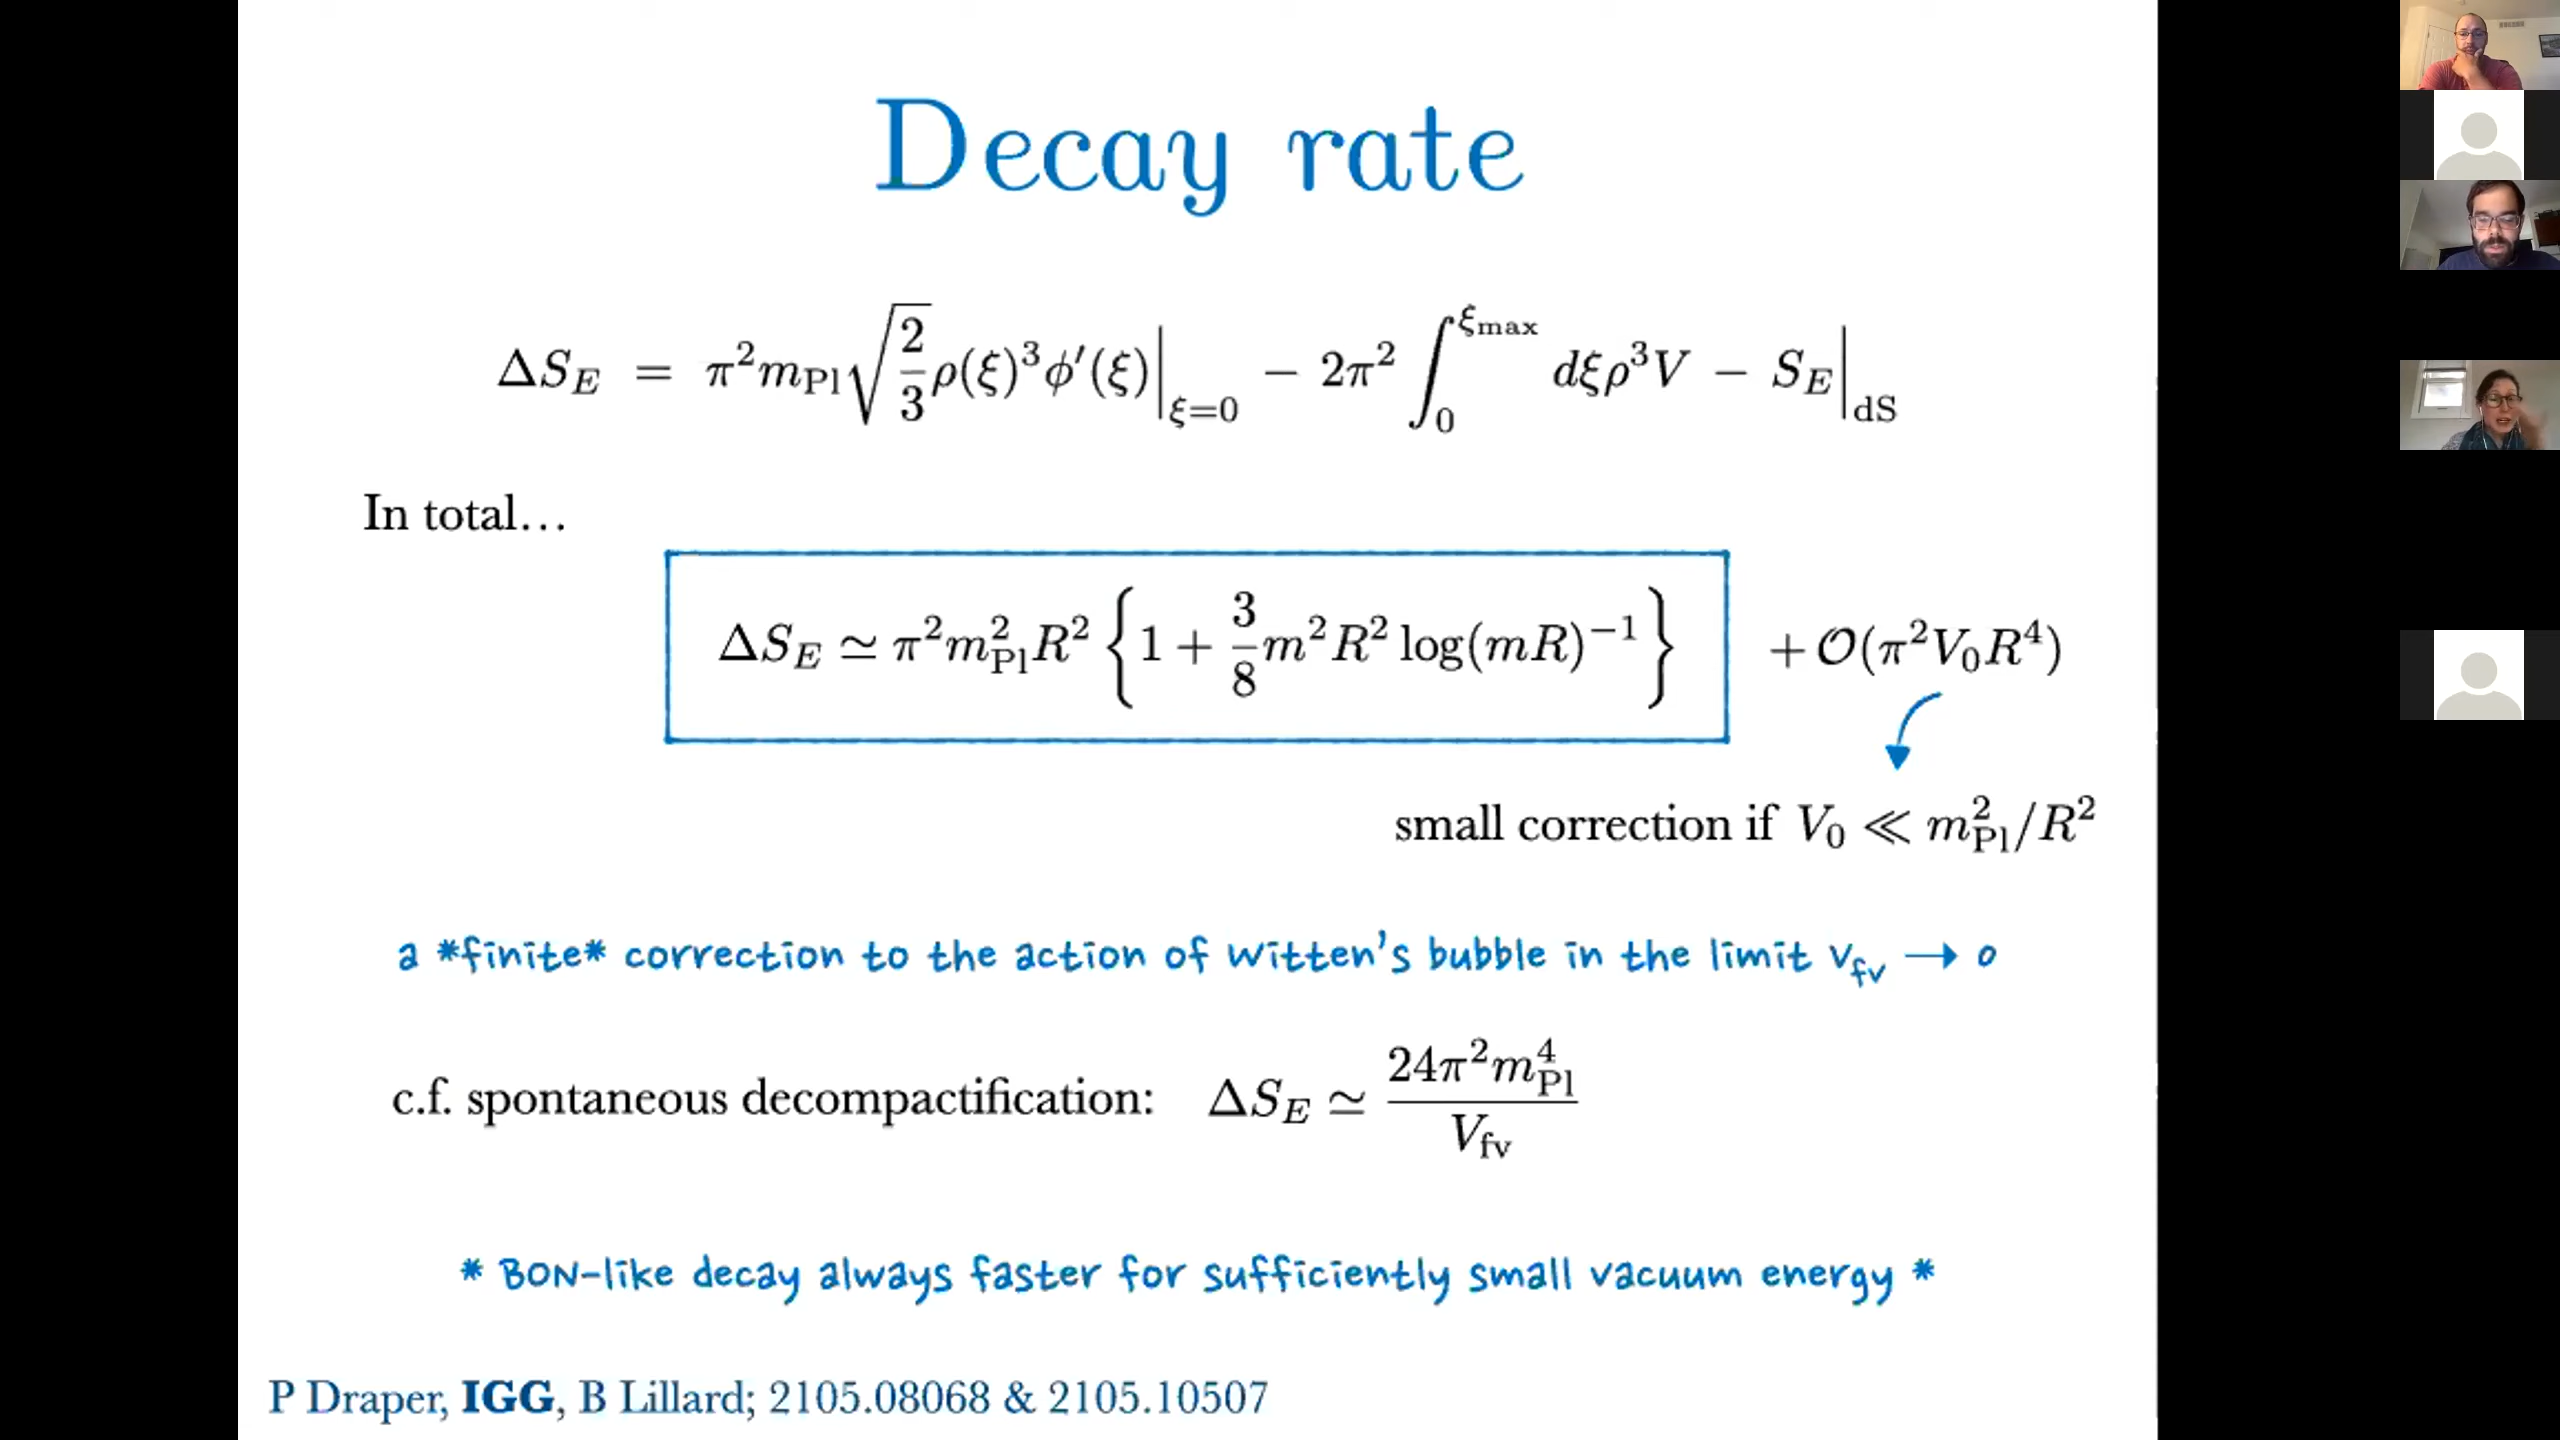 Decay rate
ΔS_E = π²m_Pl √(2/3) ρ(ξ)³ϕ′(ξ)|_{ξ=0} − 2π² ∫_0^{ξ_max} dξρ³V − S_E|_dS
In total…
ΔS_E ≃ π²m²_Pl R² {1 + 3/8 m²R² log(mR)⁻¹} + O(π²V₀R⁴)
small correction if V₀ ≪ m²_Pl/R²
a *finite* correction to the action of Witten's bubble in the limit V_fv → 0
c.f. spontaneous decompactification: ΔS_E ≃ 24π²m⁴_Pl / V_fv
* BON-like decay always faster for sufficiently small vacuum energy *
P Draper, IGG, B Lillard; 2105.08068 & 2105.10507